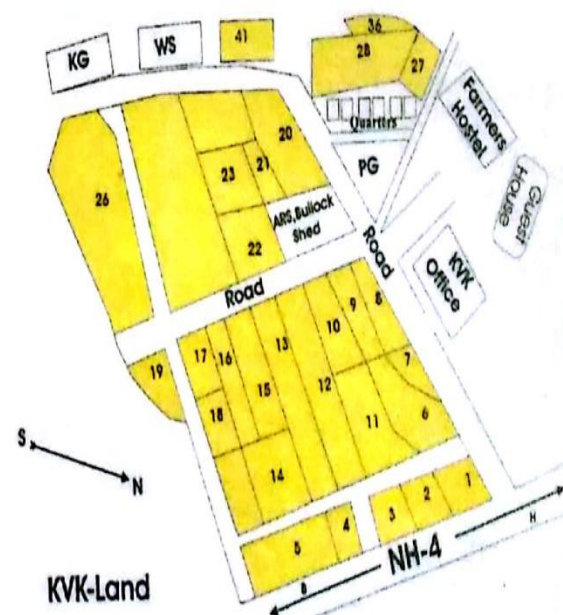 KG
WS
41
36
28
27
Quarters
PG
Farmers
Hostel
Guest
House
KVK
Office
26
20
21
23
22
ARS,Bullock
Shed
Road
Road
19
17
16
13
10
9
8
7
18
15
12
11
6
14
5
4
3
2
1
S
N
B
NH-4
H
KVK-Land